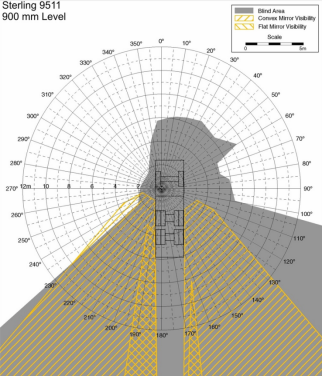 Sterling 9511
900 mm Level
Blind Area
Convex Mirror Visibility
Flat Mirror Visibility
Scale
0 5m
350° 0° 10°
340° 20°
330° 30°
320° 40°
310° 50°
300° 60°
290° 70°
280° 80°
270° 12m 10 8 6 4 2 90°
260° 100°
250° 110°
240° 120°
230° 130°
220° 140°
210° 150°
200° 160°
190° 180° 170°